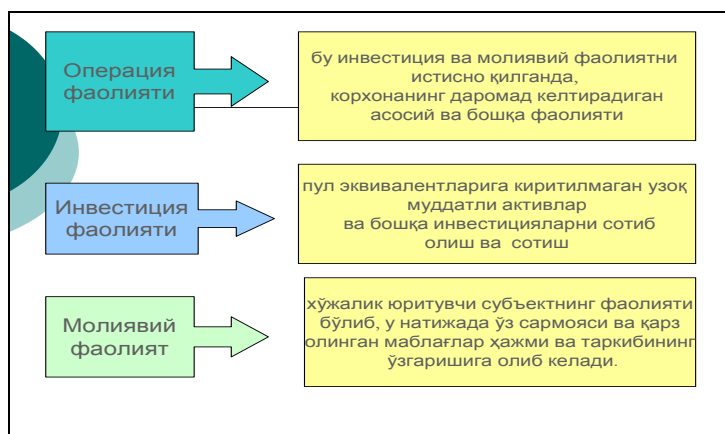 Операция
фаолияти
бу инвестиция ва молиявий фаолиятни
истисно қилганда,
корхонанинг даромад келтирадиган
асосий ва бошқа фаолияти
Инвестиция
фаолияти
пул эквивалентларига киритилмаган узоқ
муддатли активлар
ва бошқа инвестицияларни сотиб
олиш ва сотиш
Молиявий
фаолият
хўжалик юритувчи субъектнинг фаолияти
бўлиб, у натижада ўз сармояси ва қарз
олинган маблағлар ҳажми ва таркибининг
ўзгаришига олиб келади.